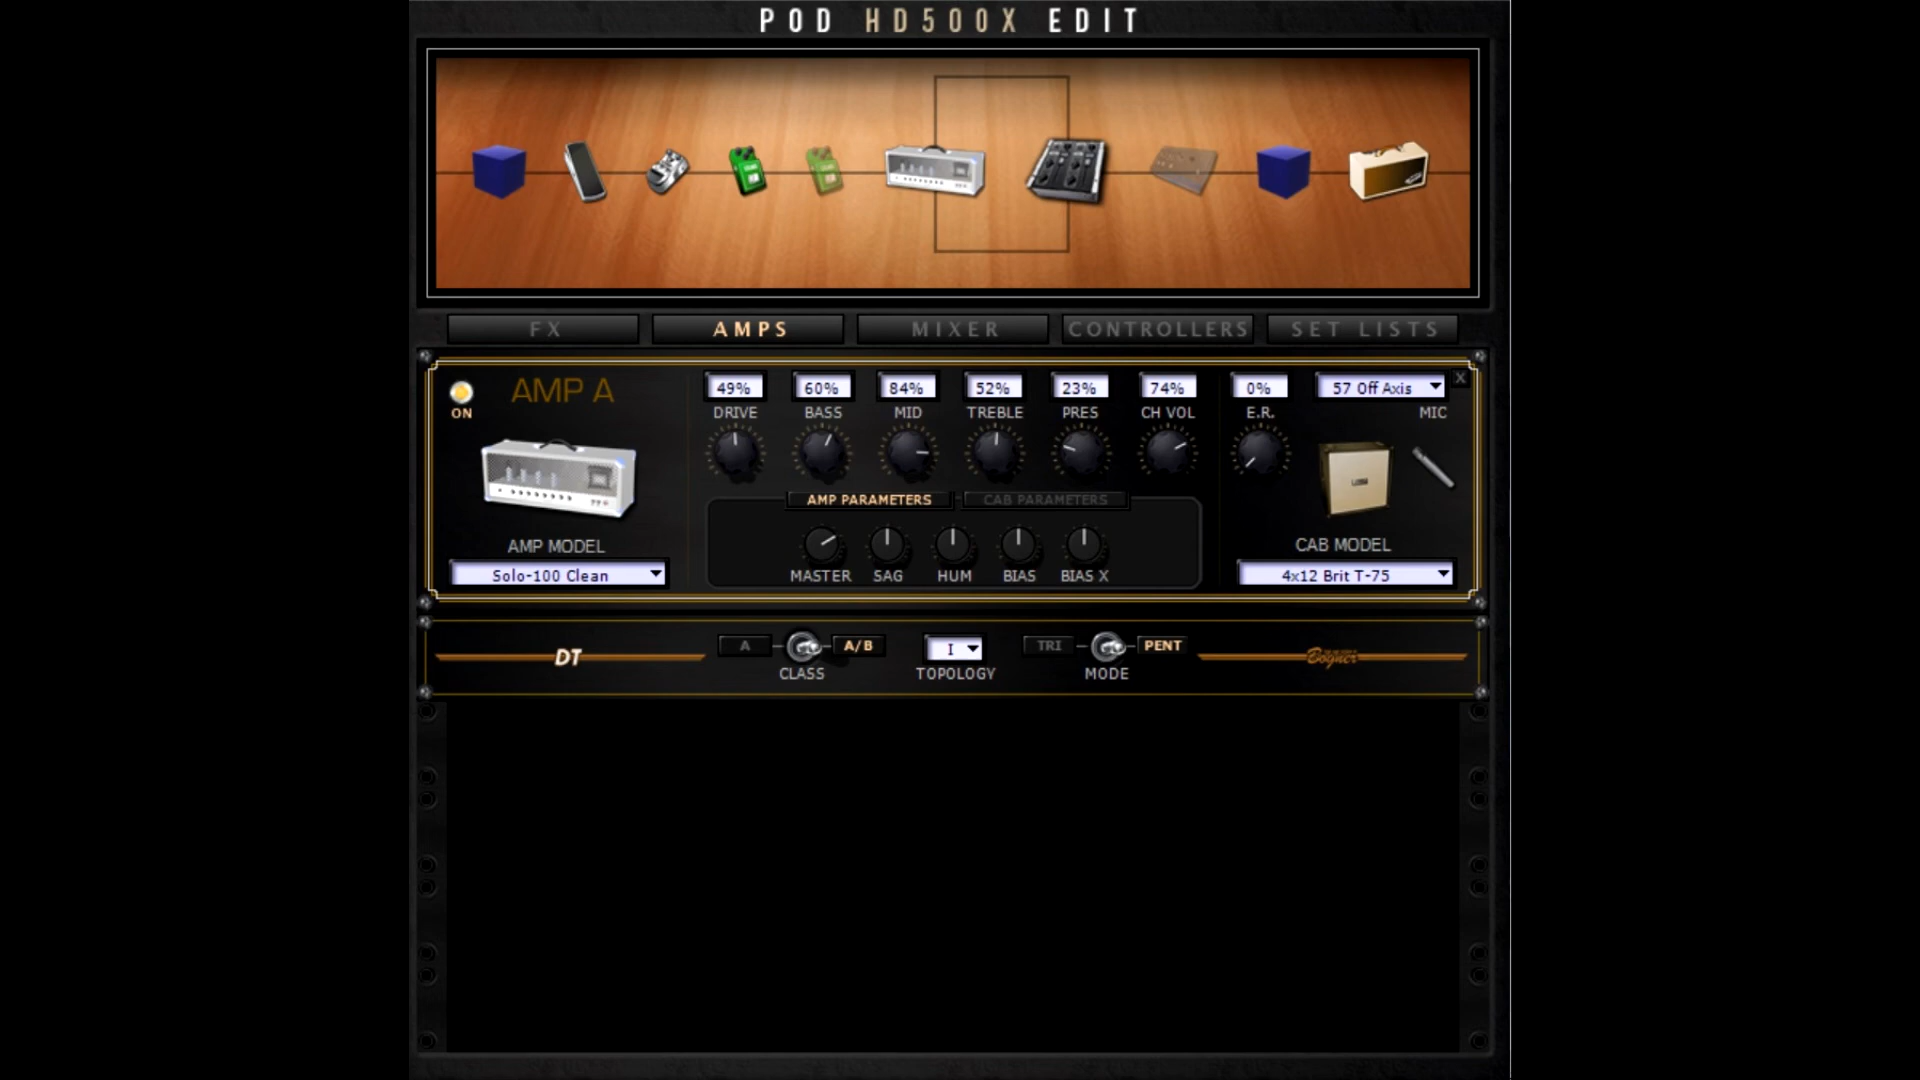 POD HD500X EDIT
FX AMPS MIXER CONTROLLERS SET LISTS
ON
AMP A
49% 60% 84% 52% 23% 74% 0% 57 Off Axis X
DRIVE BASS MID TREBLE PRES CH VOL E.R. MIC
AMP PARAMETERS CAB PARAMETERS
AMP MODEL
Solo-100 Clean
MASTER SAG HUM BIAS BIAS X
CAB MODEL
4x12 Brit T-75
DT
A A/B
CLASS
I
TOPOLOGY
TRI PENT
MODE
Bogner